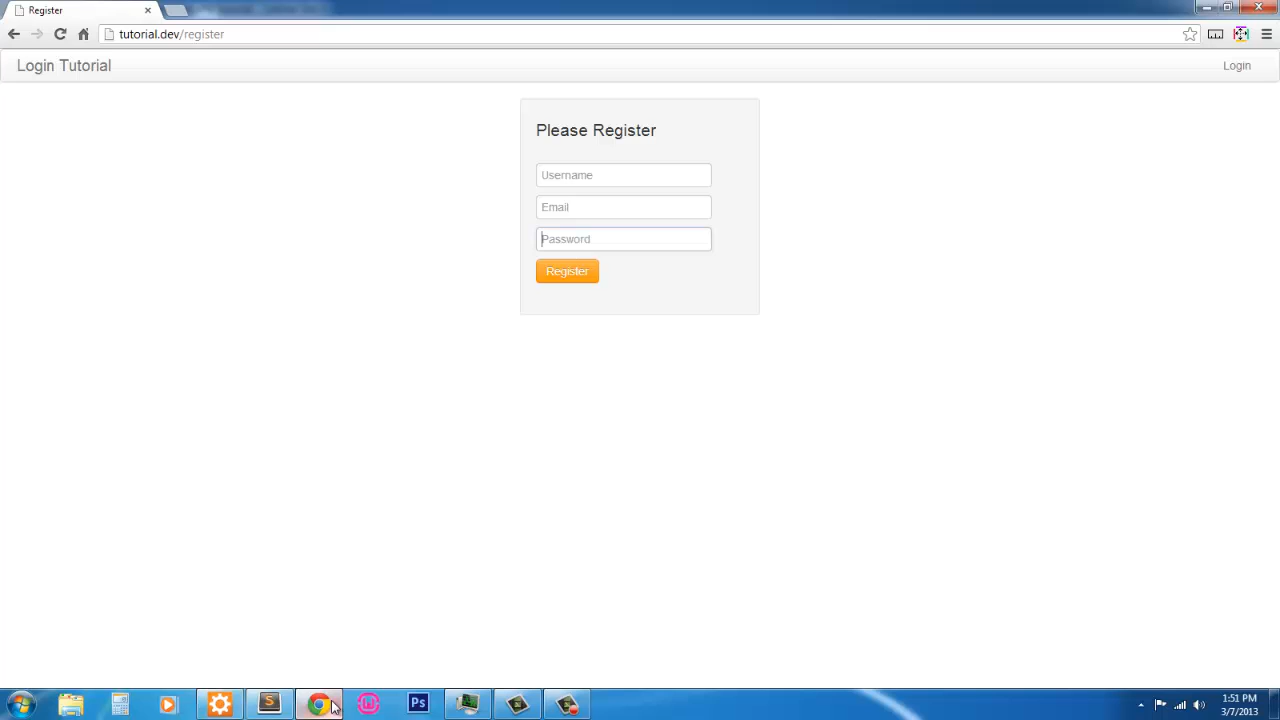 Register
tutorial.dev/register
Login Tutorial
Login
Please Register
Username
Email
Password
Register
Ps
1:51 PM
3/7/2013